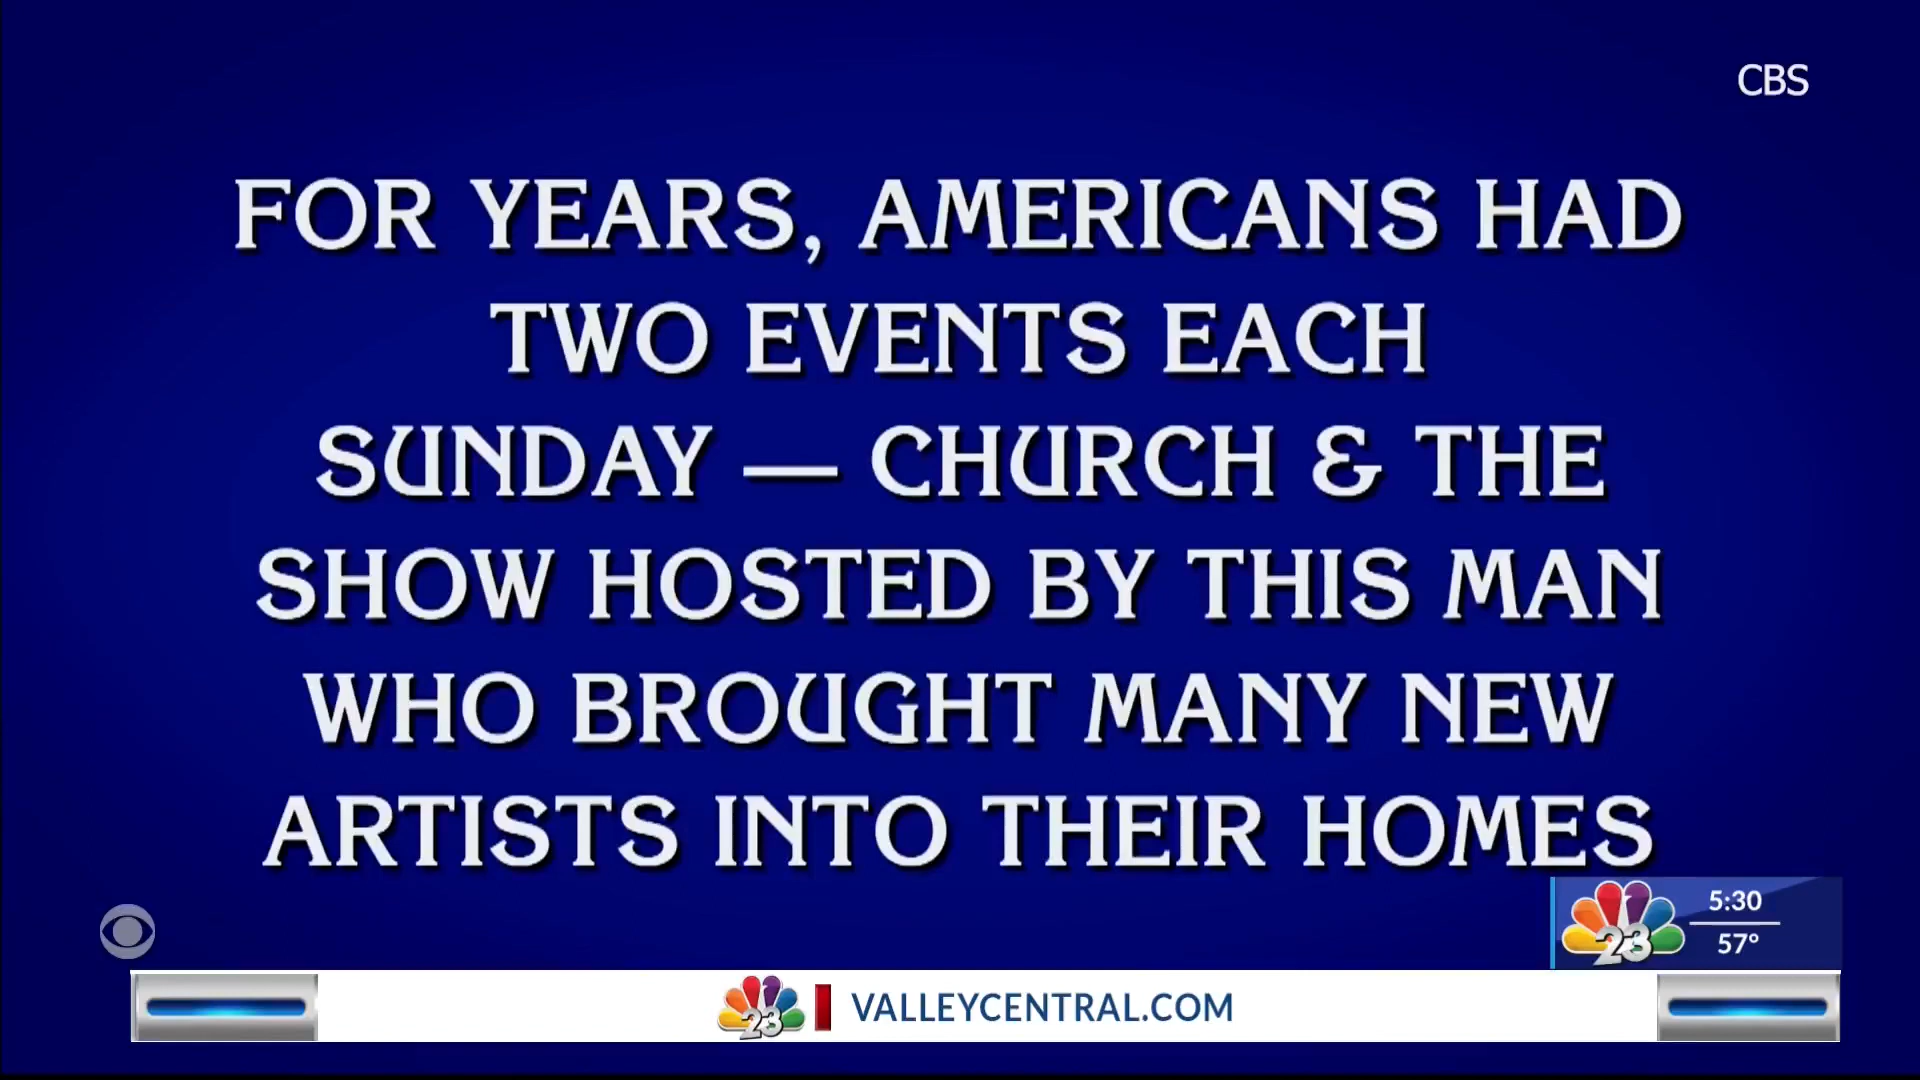 CBS
FOR YEARS, AMERICANS HAD
TWO EVENTS EACH
SUNDAY — CHURCH & THE
SHOW HOSTED BY THIS MAN
WHO BROUGHT MANY NEW
ARTISTS INTO THEIR HOMES
23
5:30
57°
23
VALLEYCENTRAL.COM